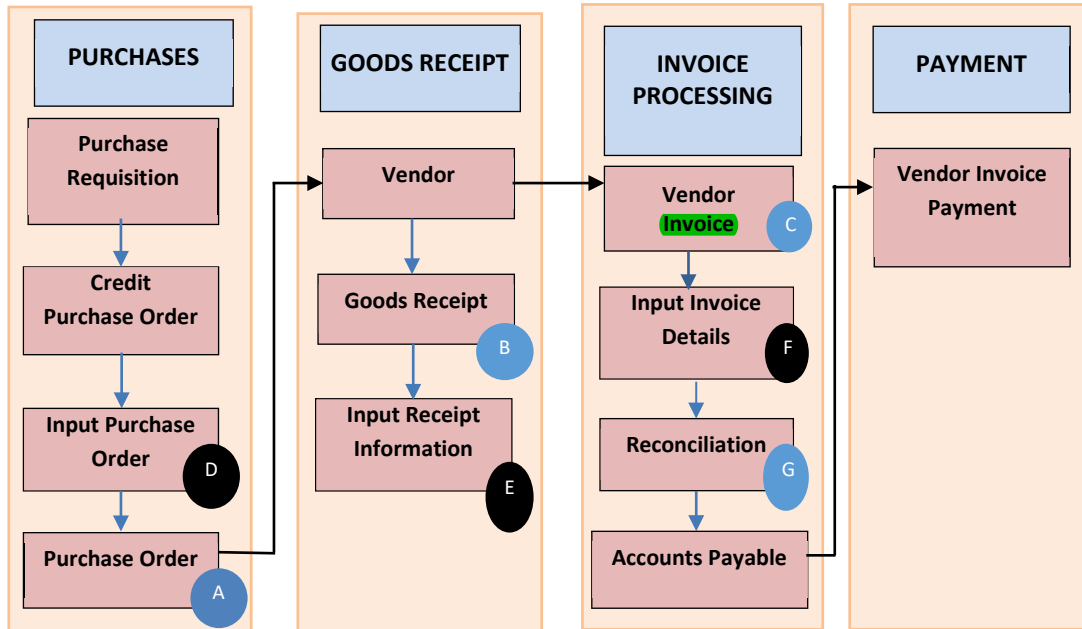 PURCHASES
Purchase
Requisition
Credit
Purchase Order
Input Purchase
Order
D
Purchase Order
A
GOODS RECEIPT
Vendor
Goods Receipt
B
Input Receipt
Information
E
INVOICE
PROCESSING
Vendor
Invoice
C
Input Invoice
Details
F
Reconciliation
G
Accounts Payable
PAYMENT
Vendor Invoice
Payment